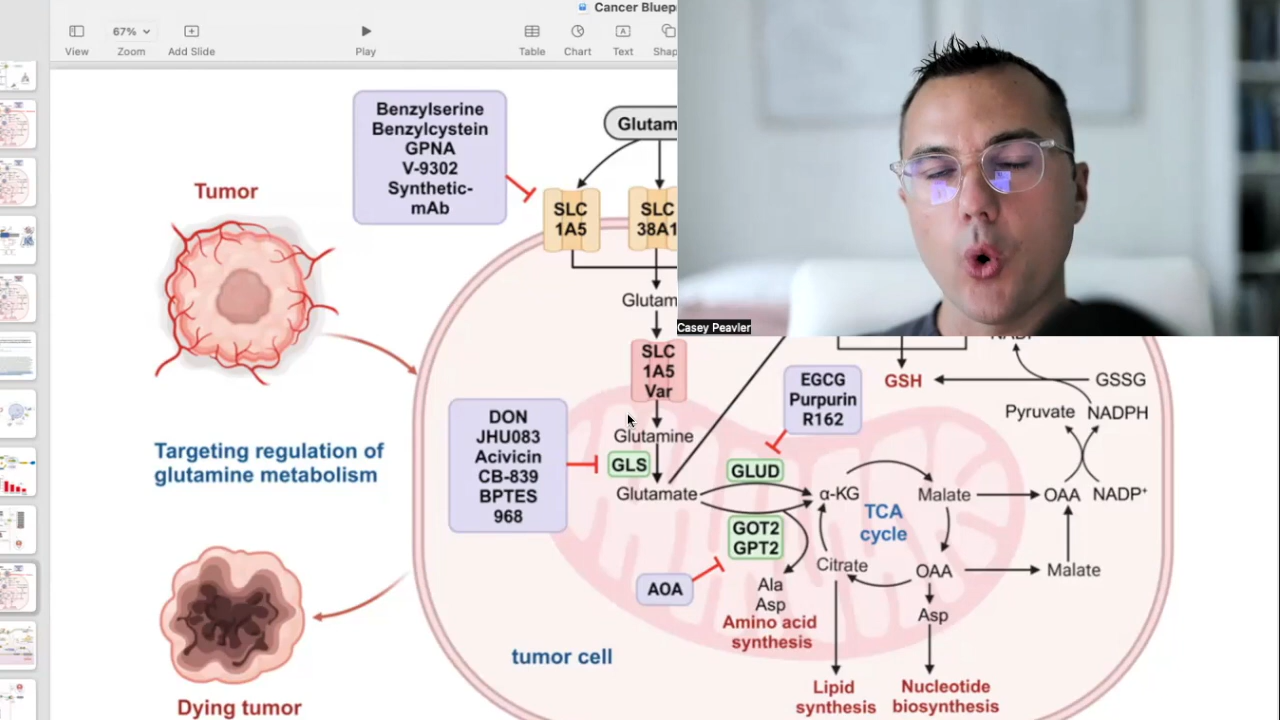 Cancer Bluep
67%
View
Zoom
Add Slide
Play
Table
Chart
Text
Shap
Benzylserine
Benzylcystein
GPNA
V-9302
Synthetic-
mAb
Glutam
Tumor
SLC
1A5
SLC
38A1
Glutam
Casey Peavler
SLC
1A5
Var
EGCG
Purpurin
R162
GSH
GSSG
Pyruvate
NADPH
DON
JHU083
Acivicin
CB-839
BPTES
968
Targeting regulation of
glutamine metabolism
Glutamine
GLS
Glutamate
GLUD
α-KG
Malate
OAA
NADP⁺
TCA
cycle
GOT2
GPT2
Citrate
OAA
Malate
AOA
Ala
Asp
Asp
Amino acid
synthesis
tumor cell
Lipid
synthesis
Nucleotide
biosynthesis
Dying tumor